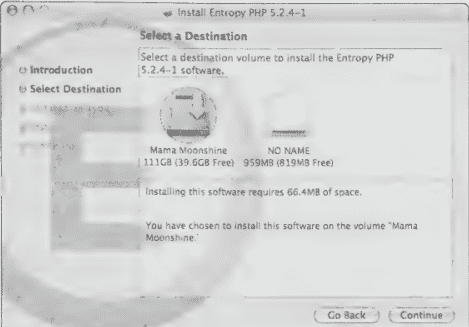 Install Entropy PHP 5.2.4-1
Select a Destination
Select a destination volume to install the Entropy PHP
5.2.4-1 software.
Introduction
Select Destination
Mama Moonshine
111GB (39.6GB Free)
NO NAME
959MB (819MB Free)
Installing this software requires 66.4MB of space.
You have chosen to install this software on the volume "Mama
Moonshine."
Go Back
Continue